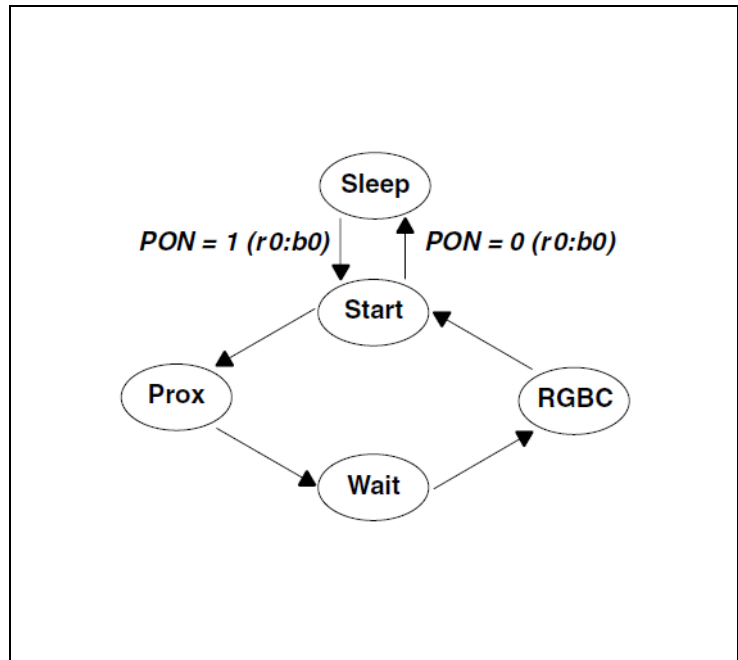 Sleep
PON = 1 (r0:b0)
PON = 0 (r0:b0)
Start
Prox
RGBC
Wait